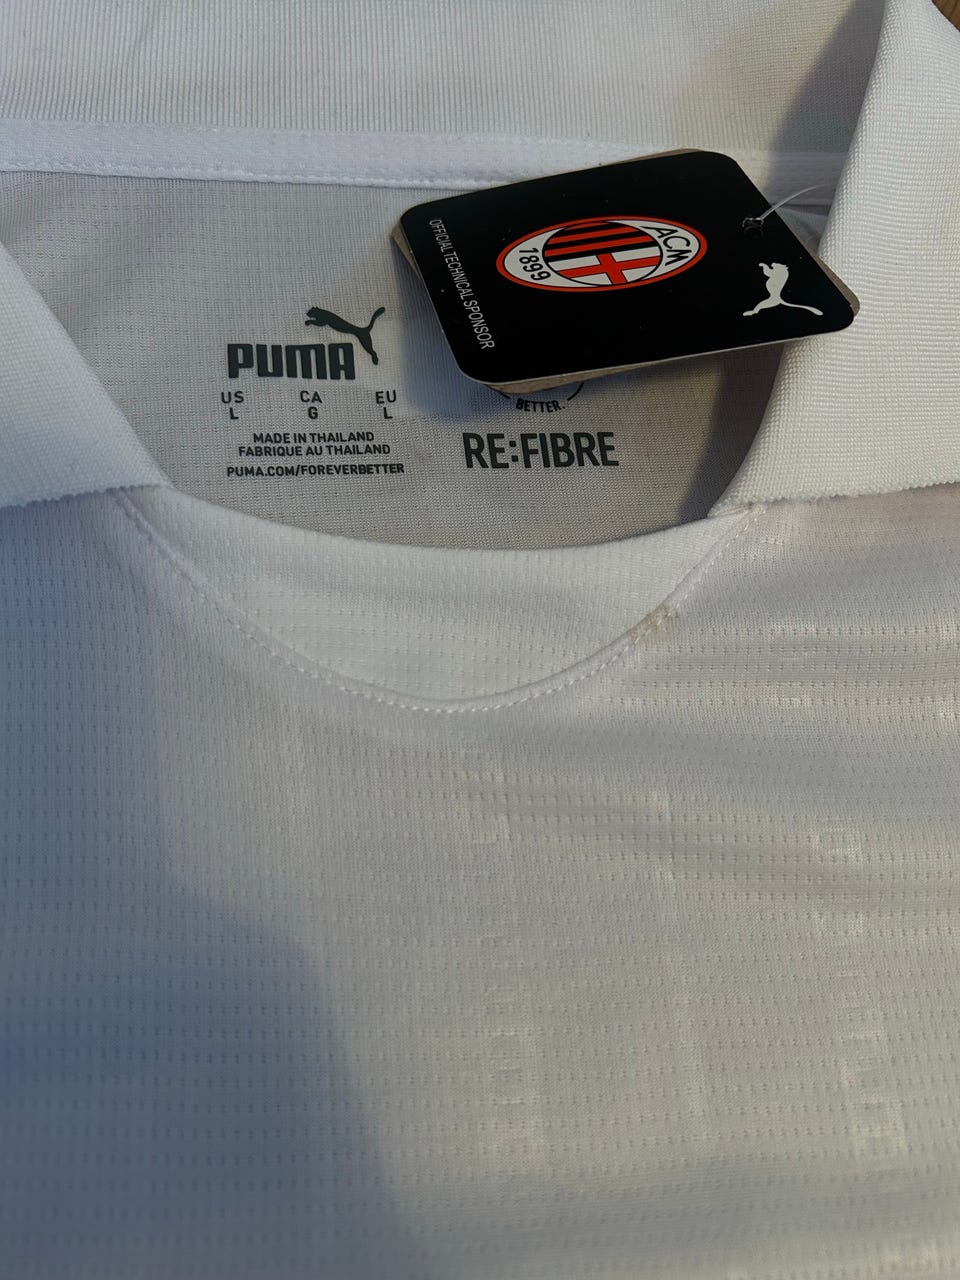 OFFICIAL TECHNICAL SPONSOR
ACM
1899
PUMA
US CA EU
L G L
MADE IN THAILAND
FABRIQUE AU THAILAND
PUMA.COM/FOREVERBETTER
BETTER.
RE:FIBRE